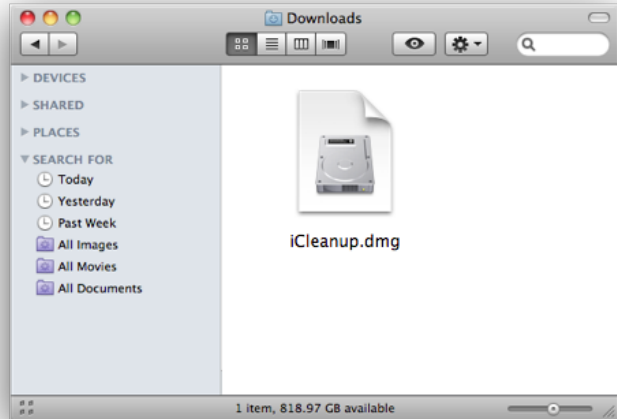 Downloads
DEVICES
SHARED
PLACES
SEARCH FOR
Today
Yesterday
Past Week
All Images
All Movies
All Documents
iCleanup.dmg
1 item, 818.97 GB available